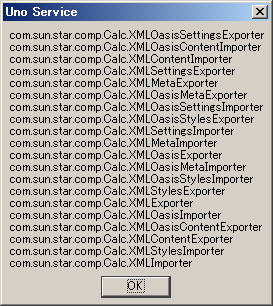 Uno Service
com.sun.star.comp.Calc.XMLOasisSettingsExporter
com.sun.star.comp.Calc.XMLOasisContentImporter
com.sun.star.comp.Calc.XMLContentImporter
com.sun.star.comp.Calc.XMLSettingsExporter
com.sun.star.comp.Calc.XMLMetaExporter
com.sun.star.comp.Calc.XMLOasisMetaExporter
com.sun.star.comp.Calc.XMLOasisSettingsImporter
com.sun.star.comp.Calc.XMLOasisStylesExporter
com.sun.star.comp.Calc.XMLSettingsImporter
com.sun.star.comp.Calc.XMLMetaImporter
com.sun.star.comp.Calc.XMLOasisExporter
com.sun.star.comp.Calc.XMLOasisMetaImporter
com.sun.star.comp.Calc.XMLOasisStylesImporter
com.sun.star.comp.Calc.XMLStylesExporter
com.sun.star.comp.Calc.XMLExporter
com.sun.star.comp.Calc.XMLOasisImporter
com.sun.star.comp.Calc.XMLOasisContentExporter
com.sun.star.comp.Calc.XMLContentExporter
com.sun.star.comp.Calc.XMLStylesImporter
com.sun.star.comp.Calc.XMLImporter
OK